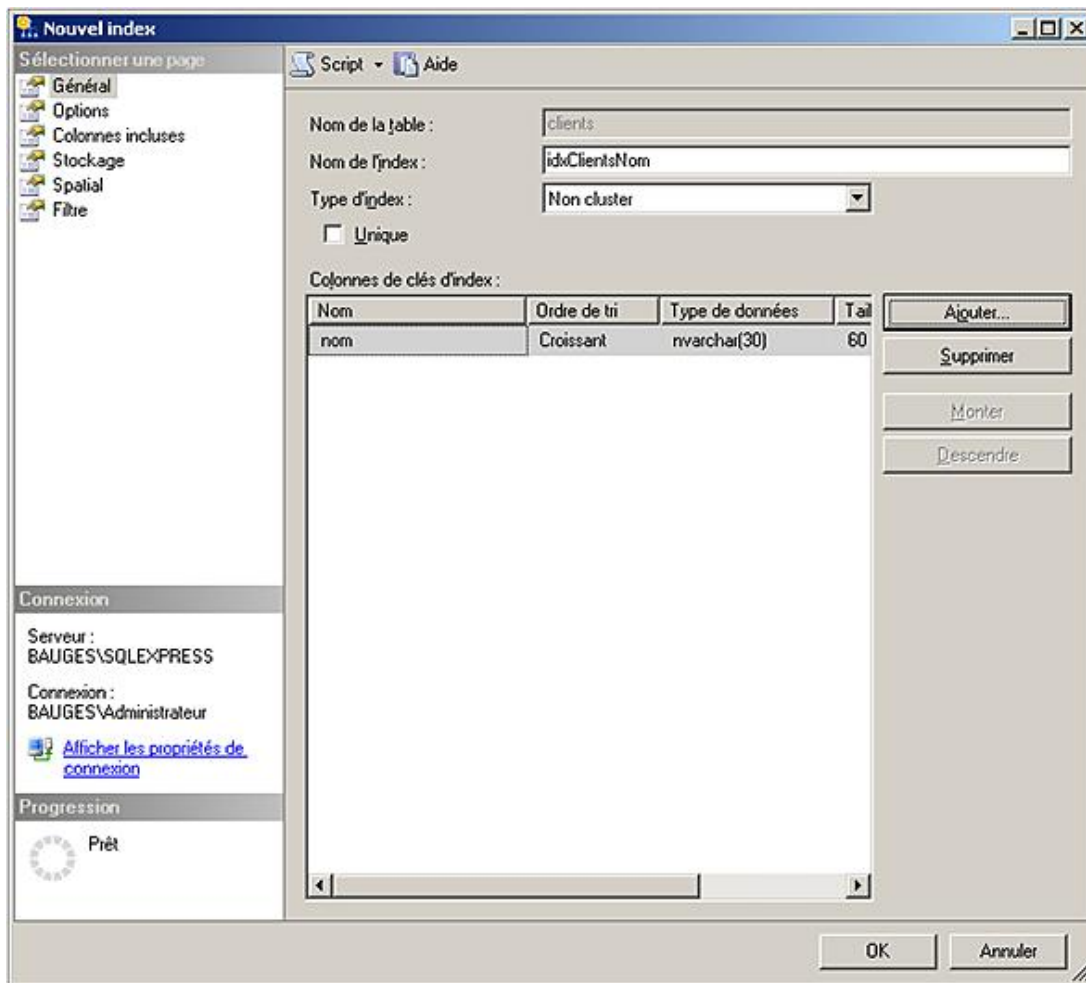 Nouvel index
Sélectionner une page
Général
Options
Colonnes incluses
Stockage
Spatial
Filtre
Connexion
Serveur :
BAUGES\SQLEXPRESS
Connexion :
BAUGES\Administrateur
Afficher les propriétés de
connexion
Progression
Prêt
Script Aide
Nom de la table : clients
Nom de l'index : idxClientsNom
Type d'index : Non cluster
Unique
Colonnes de clés d'index :
Nom Ordre de tri Type de données Tail
nom Croissant nvarchar(30) 60
Ajouter...
Supprimer
Monter
Descendre
OK Annuler